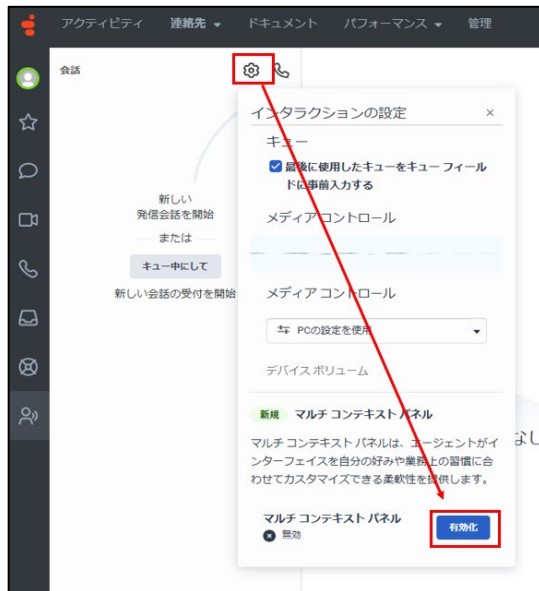 アクティビティ 連絡先 ドキュメント パフォーマンス 管理
会話
新しい
発信会話を開始
または
キュー中にして
新しい会話の受付を開始
インタラクションの設定 ×
キュー
最後に使用したキューをキュー フィール
ドに事前入力する
メディア コントロール
メディア コントロール
PCの設定を使用
デバイス ボリューム
新規 マルチ コンテキスト パネル
マルチ コンテキスト パネルは、エージェントがイ
ンターフェイスを自分の好みや業務上の習慣に合
わせてカスタマイズできる柔軟性を提供します。
マルチ コンテキスト パネル
無効
有効化
なし